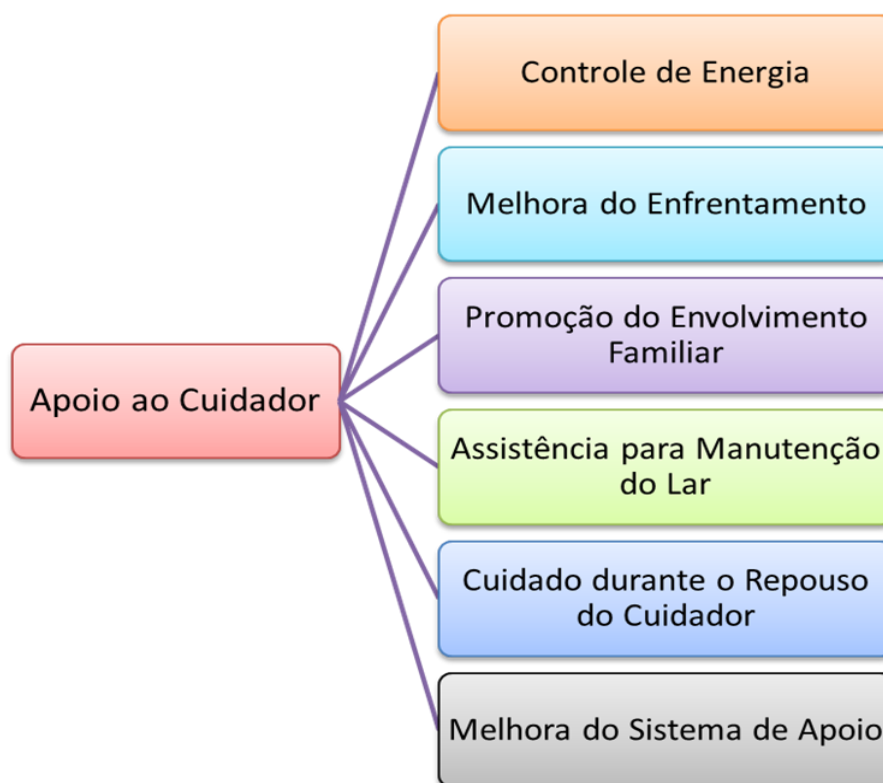 Controle de Energia
Melhora do Enfrentamento
Promoção do Envolvimento
Familiar
Apoio ao Cuidador
Assistência para Manutenção
do Lar
Cuidado durante o Repouso
do Cuidador
Melhora do Sistema de Apoio